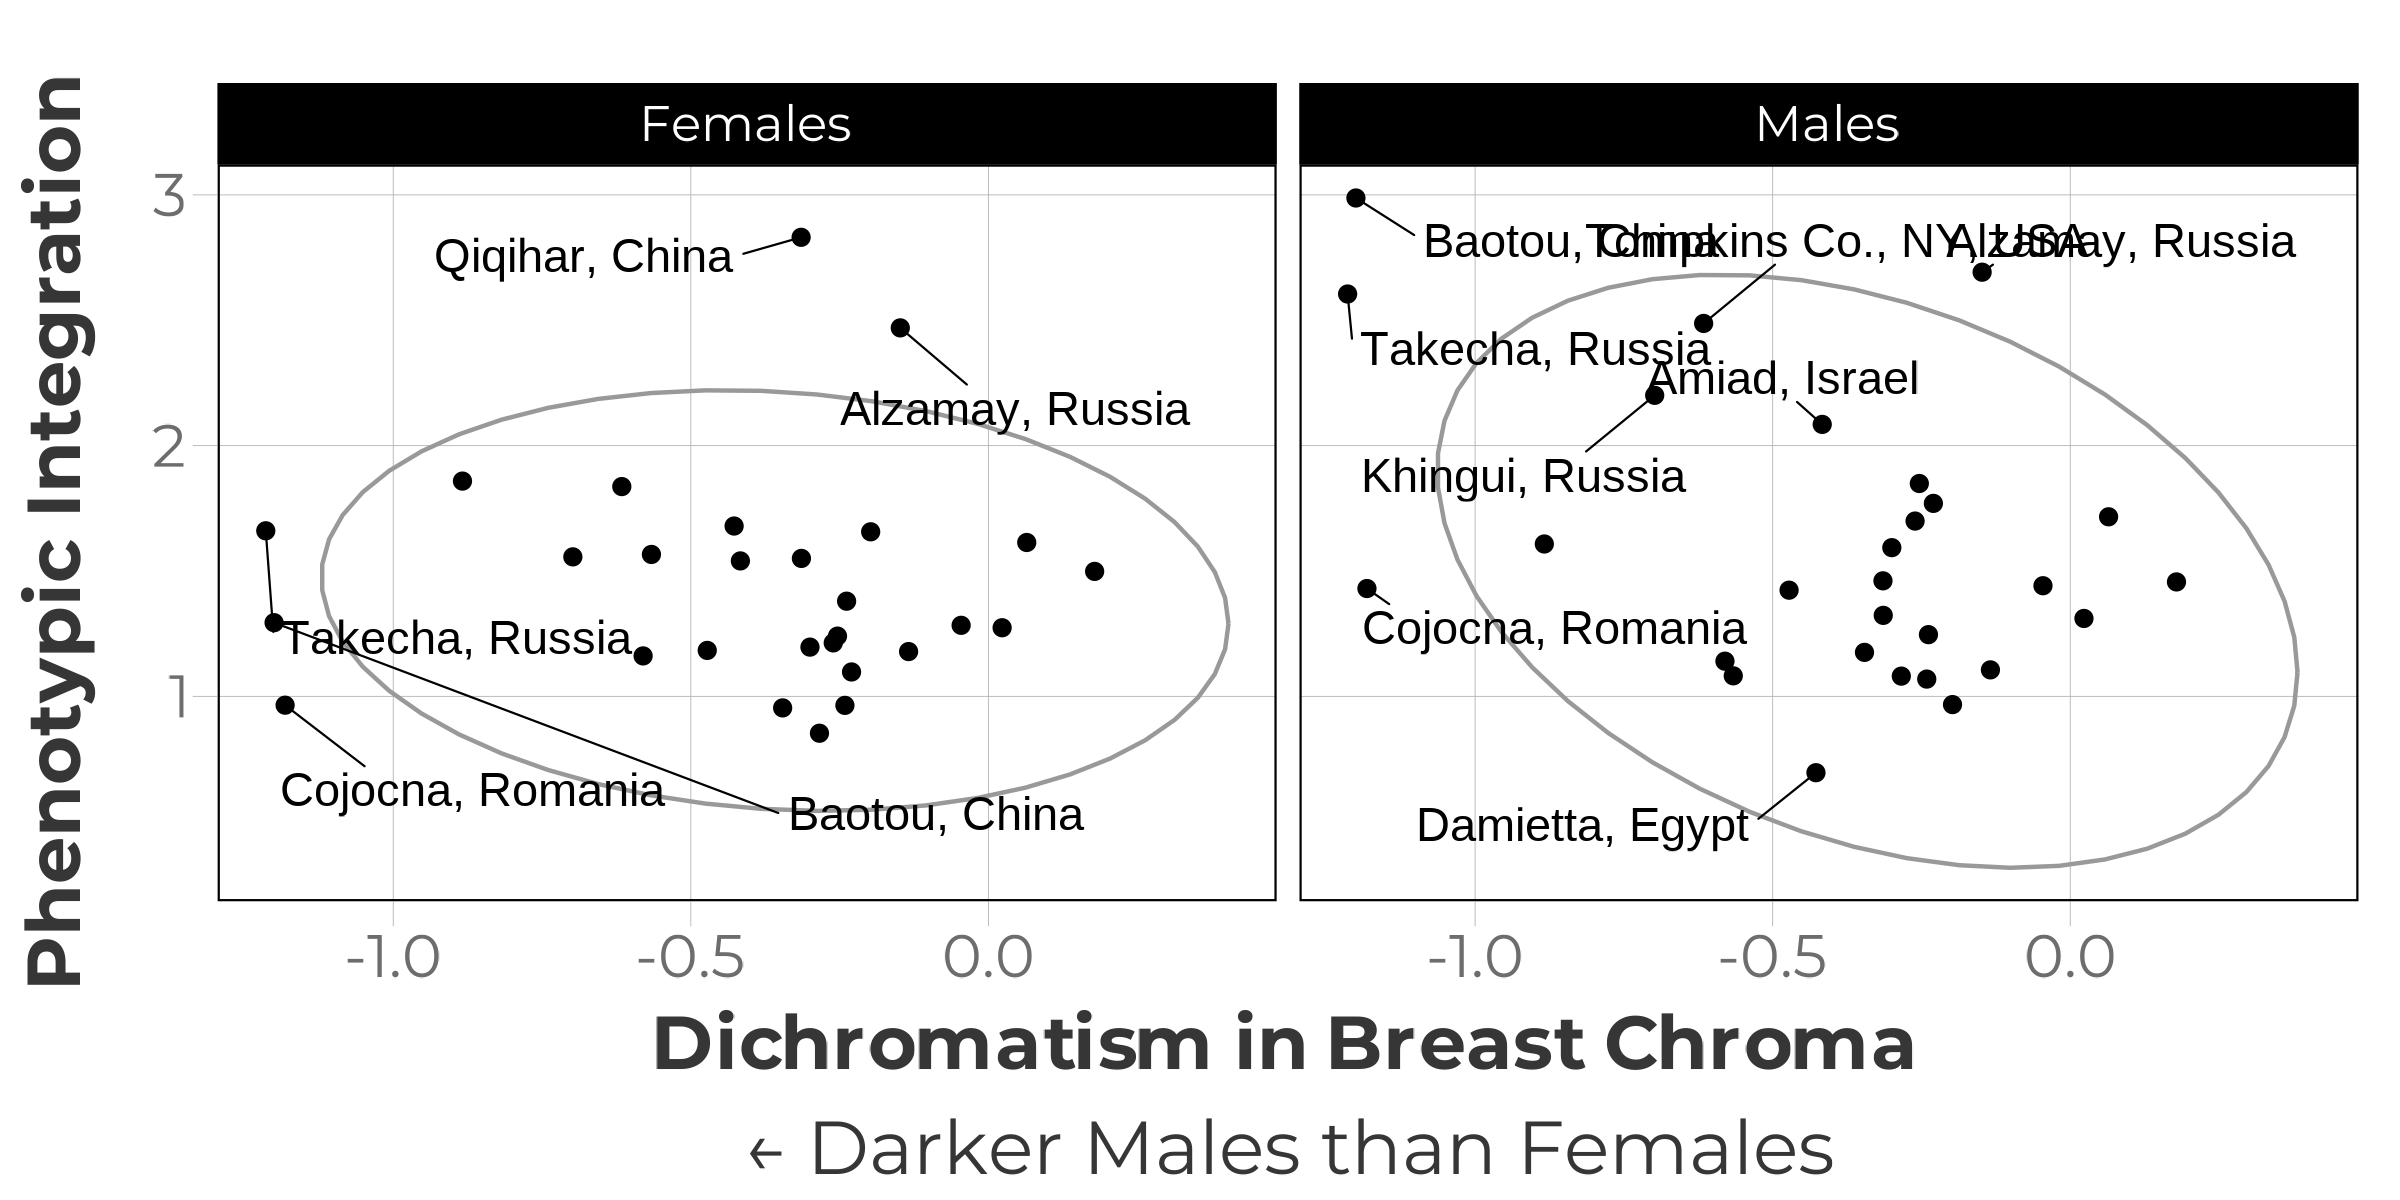 Phenotypic Integration
Females
Males
3
2
1
Qiqihar, China
Alzamay, Russia
Takecha, Russia
Cojocna, Romania
Baotou, China
Baotou, China
Tompkins Co., NY, USA
Alzamay, Russia
Takecha, Russia
Amiad, Israel
Khingui, Russia
Cojocna, Romania
Damietta, Egypt
-1.0 -0.5 0.0
-1.0 -0.5 0.0
Dichromatism in Breast Chroma
← Darker Males than Females